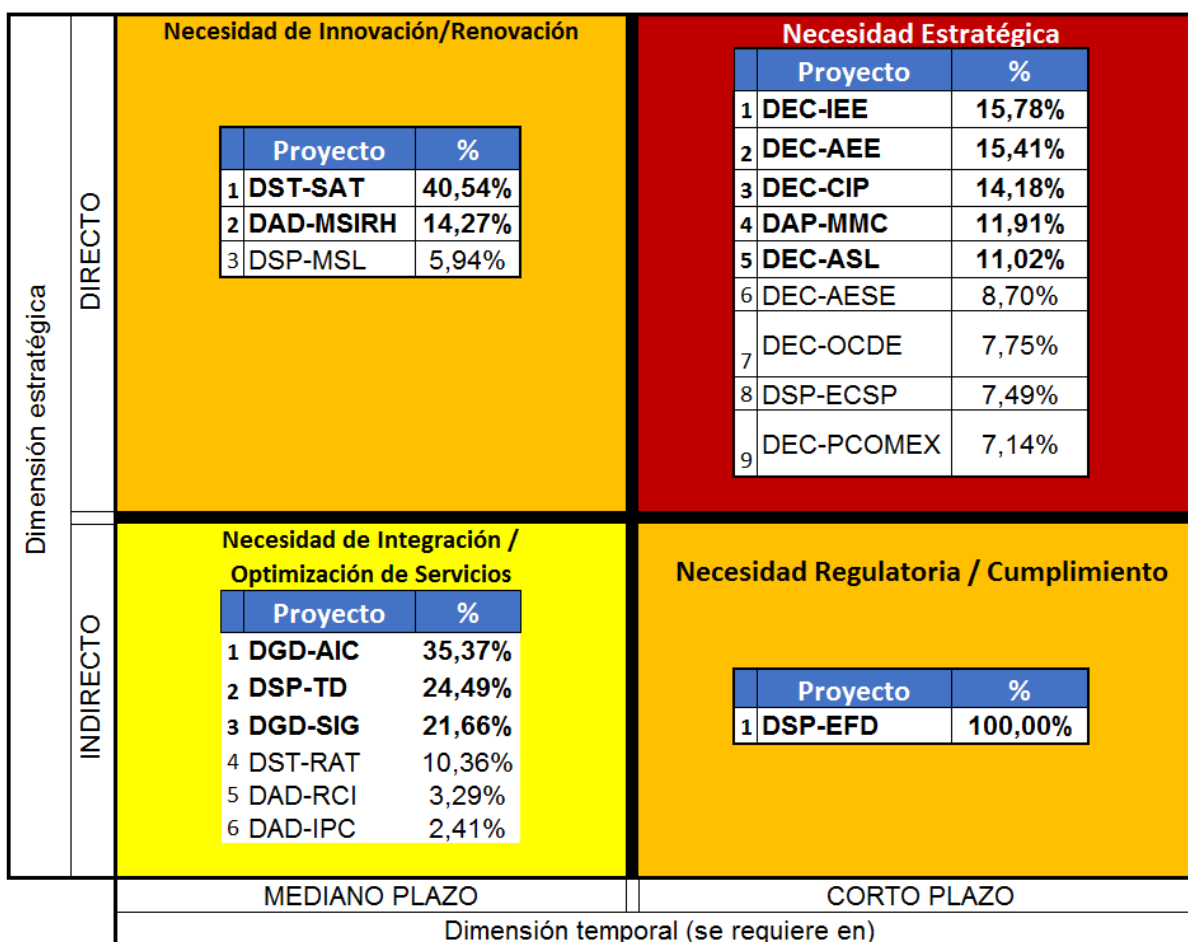 Necesidad de Innovación/Renovación
Proyecto %
1 DST-SAT 40,54%
2 DAD-MSIRH 14,27%
3 DSP-MSL 5,94%
Necesidad Estratégica
Proyecto %
1 DEC-IEE 15,78%
2 DEC-AEE 15,41%
3 DEC-CIP 14,18%
4 DAP-MMC 11,91%
5 DEC-ASL 11,02%
6 DEC-AESE 8,70%
7 DEC-OCDE 7,75%
8 DSP-ECSP 7,49%
9 DEC-PCOMEX 7,14%
Dimensión estratégica
DIRECTO
INDIRECTO
Necesidad de Integración /
Optimización de Servicios
Proyecto %
1 DGD-AIC 35,37%
2 DSP-TD 24,49%
3 DGD-SIG 21,66%
4 DST-RAT 10,36%
5 DAD-RCI 3,29%
6 DAD-IPC 2,41%
Necesidad Regulatoria / Cumplimiento
Proyecto %
1 DSP-EFD 100,00%
MEDIANO PLAZO
CORTO PLAZO
Dimensión temporal (se requiere en)